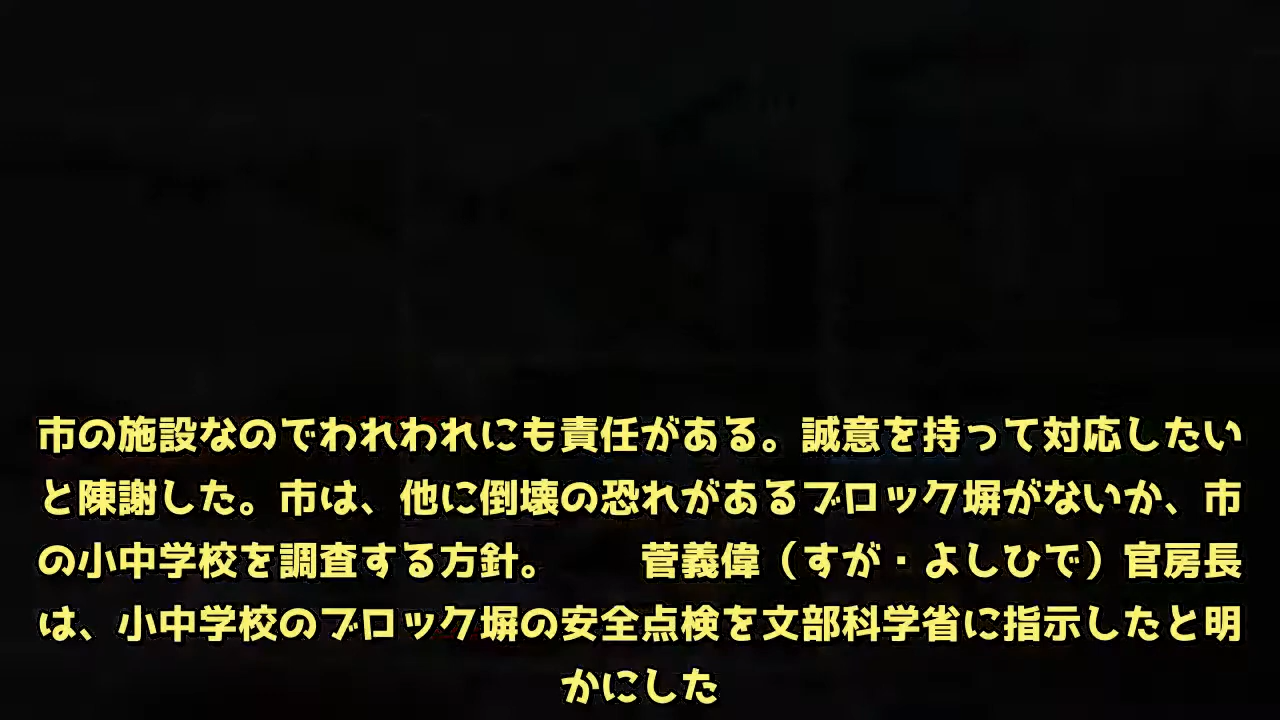 市の施設なのでわれわれにも責任がある。誠意を持って対応したい
と陳謝した。市は、他に倒壊の恐れがあるブロック塀がないか、市
の小中学校を調査する方針。　　菅義偉（すが・よしひで）官房長
は、小中学校のブロック塀の安全点検を文部科学省に指示したと明
かにした